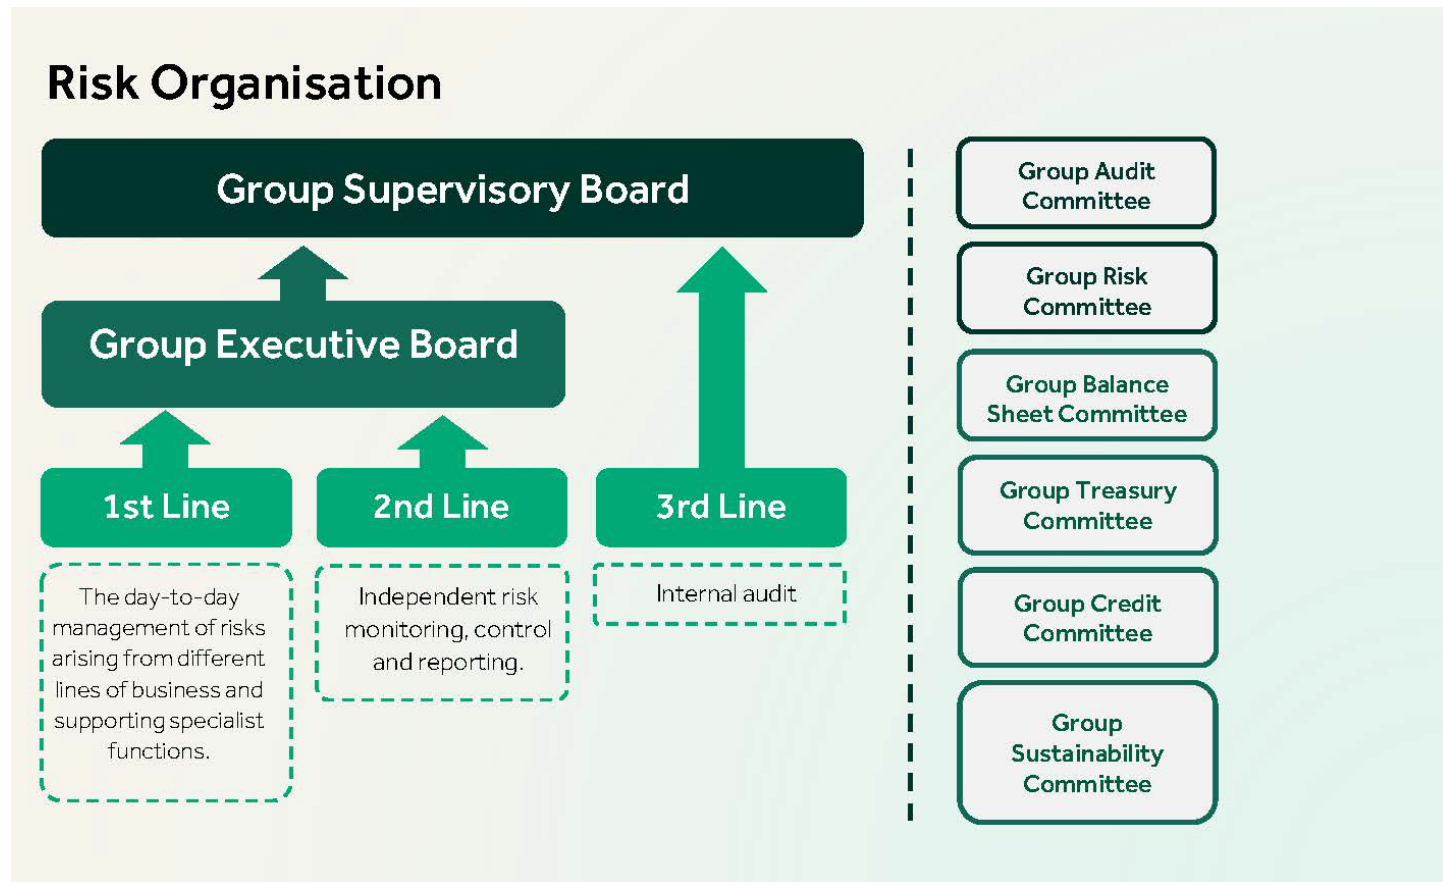 Risk Organisation
Group Supervisory Board
Group Executive Board
1st Line
The day-to-day
management of risks
arising from different
lines of business and
supporting specialist
functions.
2nd Line
Independent risk
monitoring, control
and reporting.
3rd Line
Internal audit
Group Audit
Committee
Group Risk
Committee
Group Balance
Sheet Committee
Group Treasury
Committee
Group Credit
Committee
Group
Sustainability
Committee